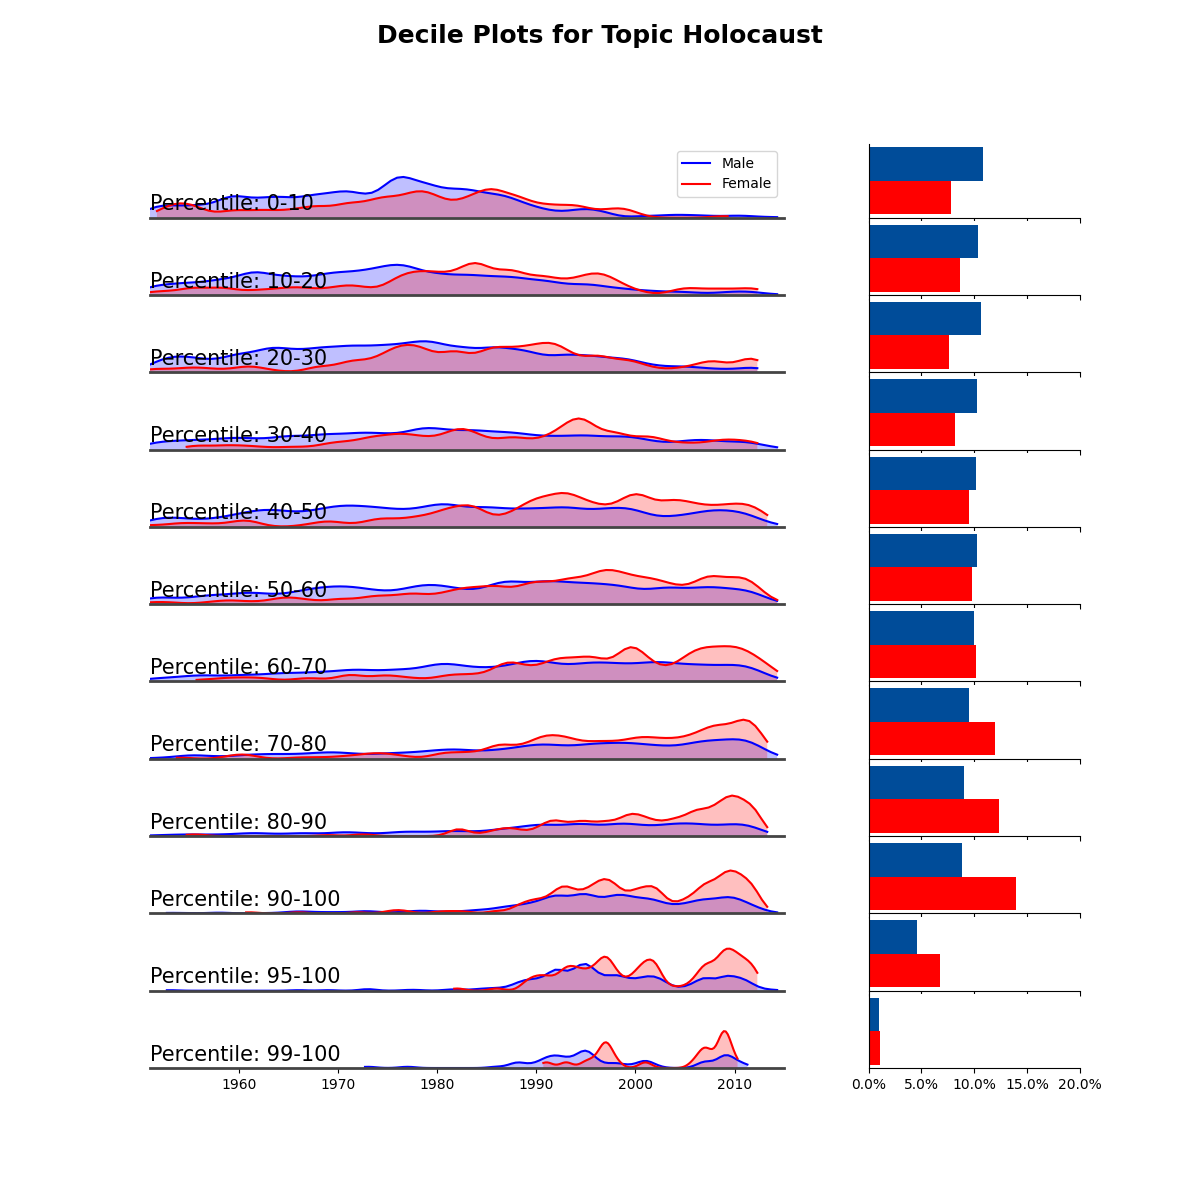 Decile Plots for Topic Holocaust
Male
Female
Percentile: 0-10
Percentile: 10-20
Percentile: 20-30
Percentile: 30-40
Percentile: 40-50
Percentile: 50-60
Percentile: 60-70
Percentile: 70-80
Percentile: 80-90
Percentile: 90-100
Percentile: 95-100
Percentile: 99-100
1960 1970 1980 1990 2000 2010
0.0% 5.0% 10.0% 15.0% 20.0%